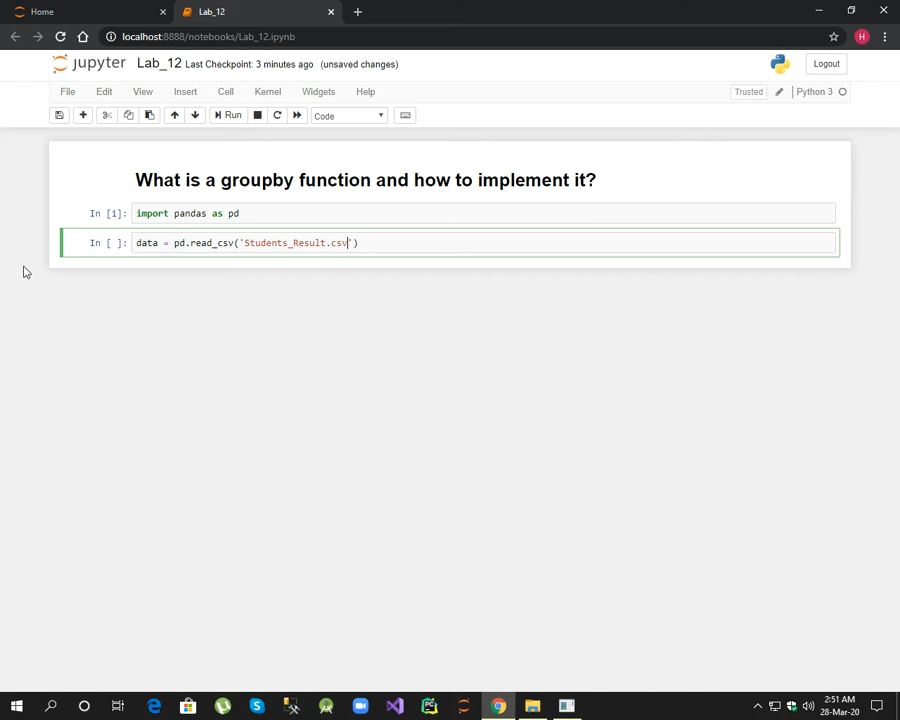 Home
Lab_12
localhost:8888/notebooks/Lab_12.ipynb
H
jupyter Lab_12 Last Checkpoint: 3 minutes ago (unsaved changes)
Logout
File Edit View Insert Cell Kernel Widgets Help
Trusted Python 3
Run Code
What is a groupby function and how to implement it?
In [1]: import pandas as pd
In [ ]: data = pd.read_csv('Students_Result.csv')
2:51 AM
28-Mar-20